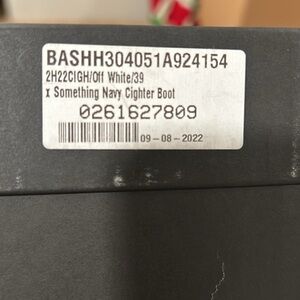 BASHH304051A924154
2H22CIGH/Off White/39
x Something Navy Cighter Boot
0261627809
09-08-2022